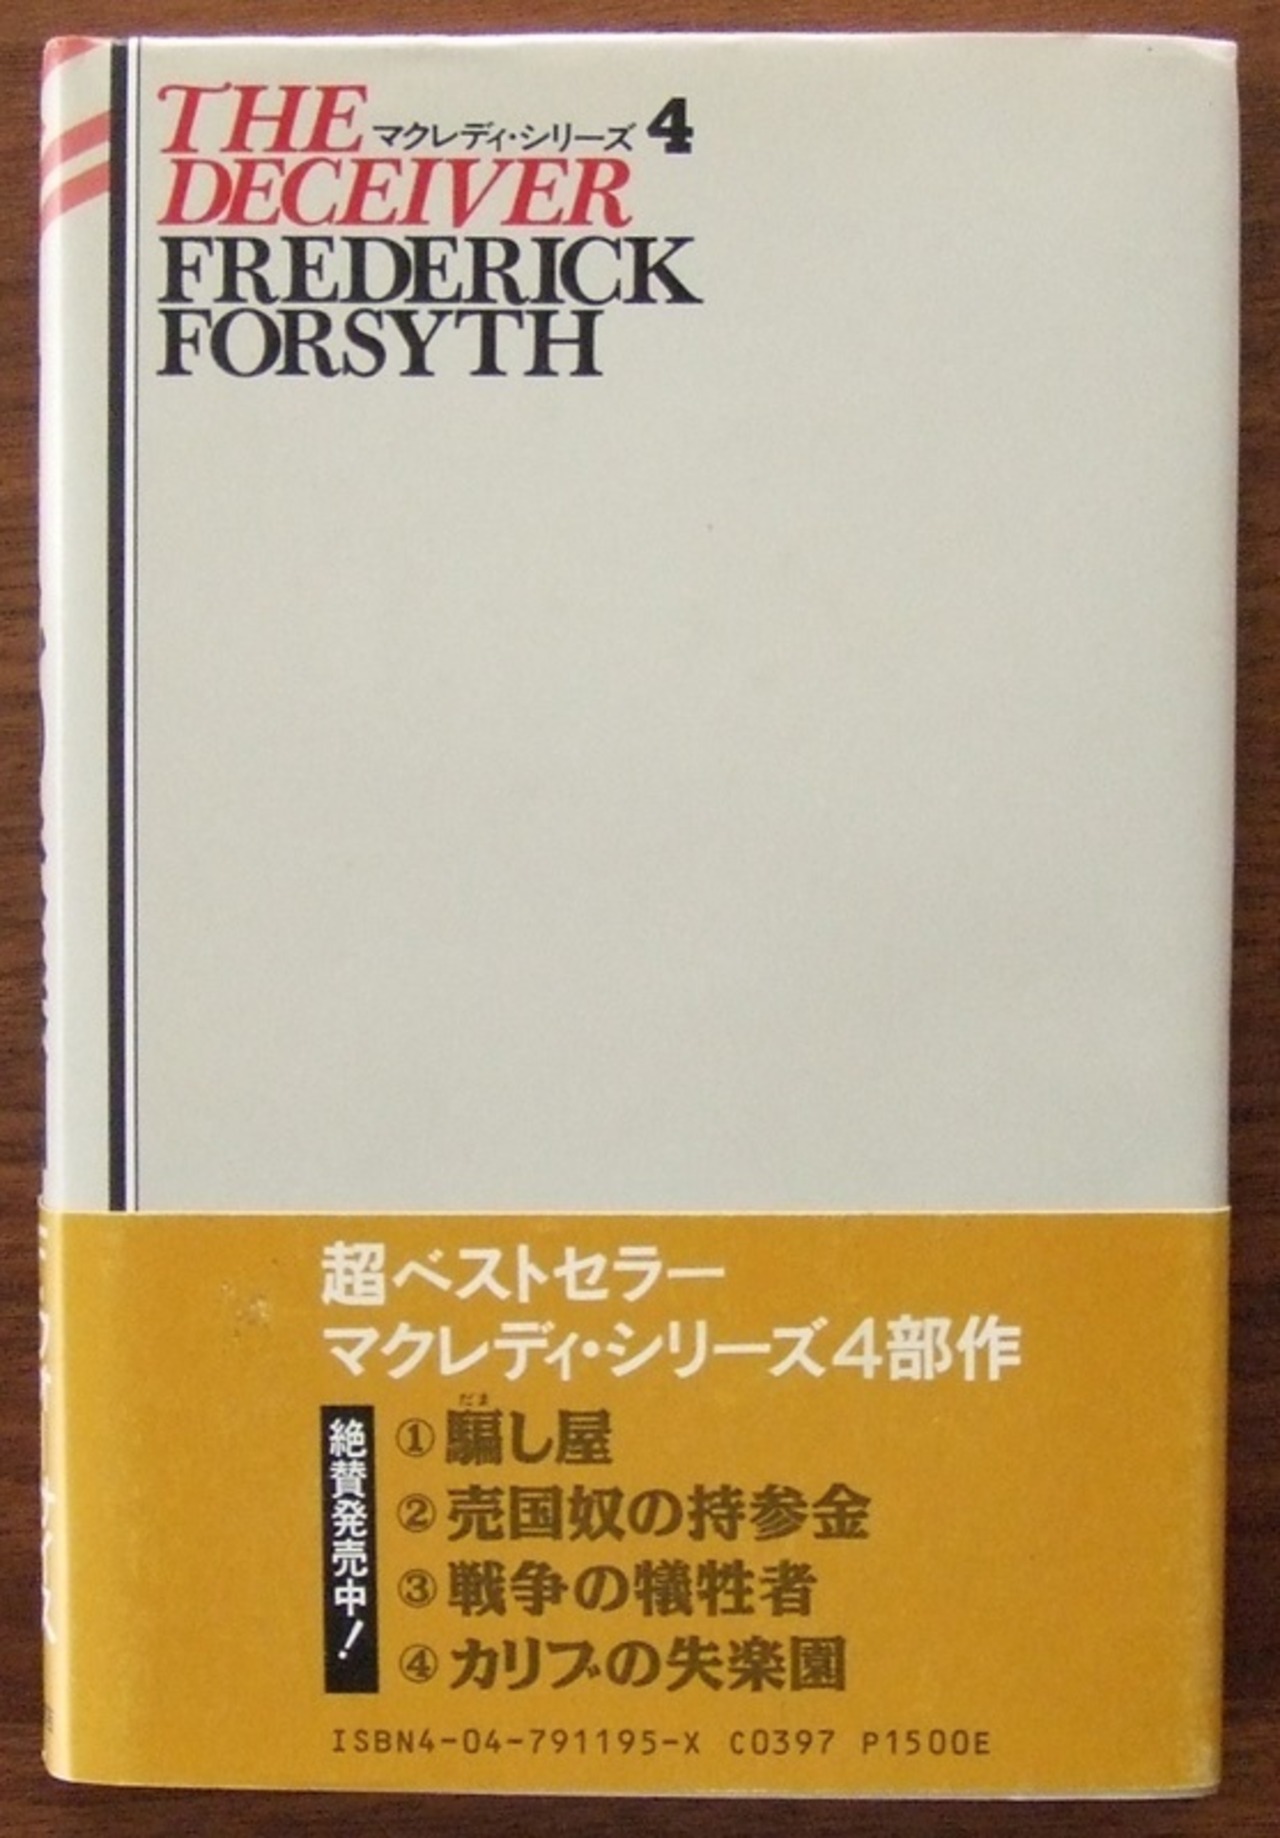 THE
マクレディ・シリーズ 4
DECEIVER
FREDERICK
FORSYTH
超ベストセラー
マクレディ・シリーズ4部作
絶賛発売中!
だま
①騙し屋
②売国奴の持参金
③戦争の犠牲者
④カリブの失楽園
ISBN4-04-791195-X C0397 P1500E